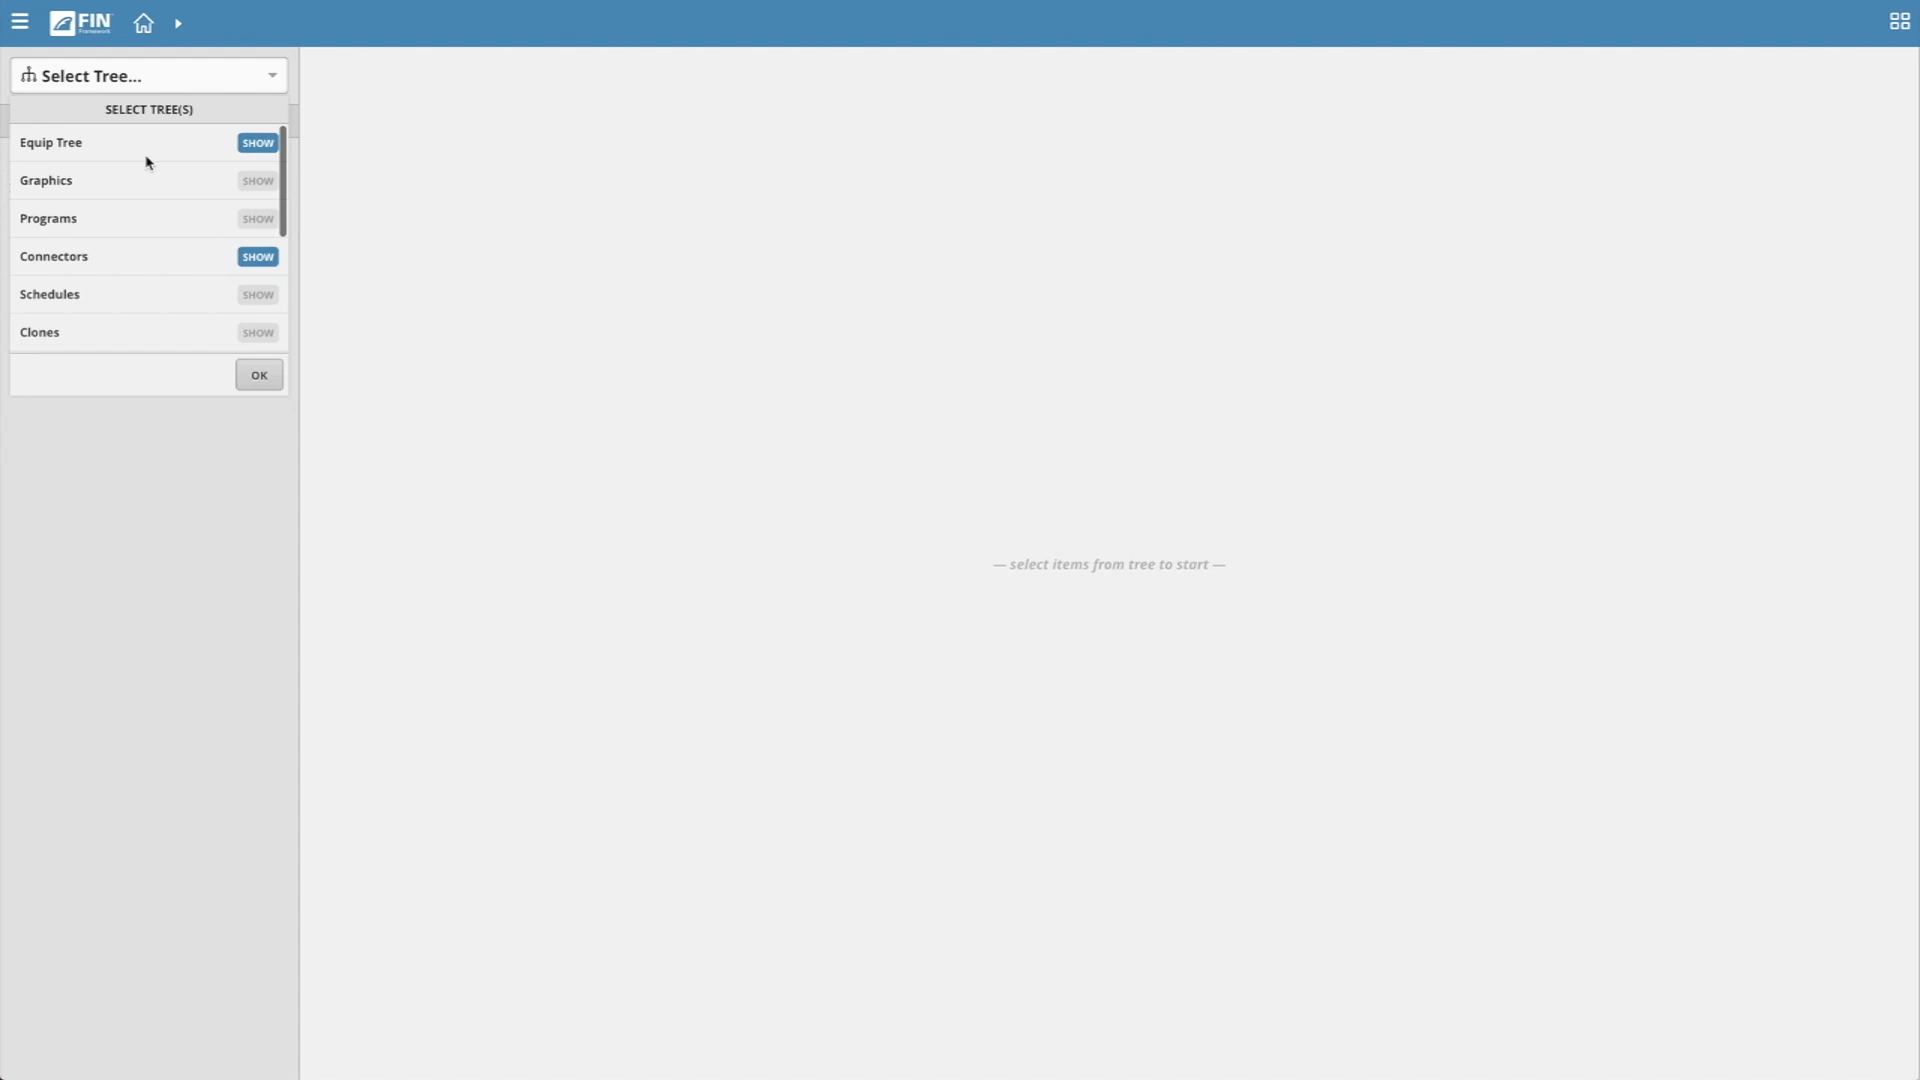 FIN
Framework
Select Tree...
SELECT TREE(S)
Equip Tree SHOW
Graphics SHOW
Programs SHOW
Connectors SHOW
Schedules SHOW
Clones SHOW
OK
— select items from tree to start —